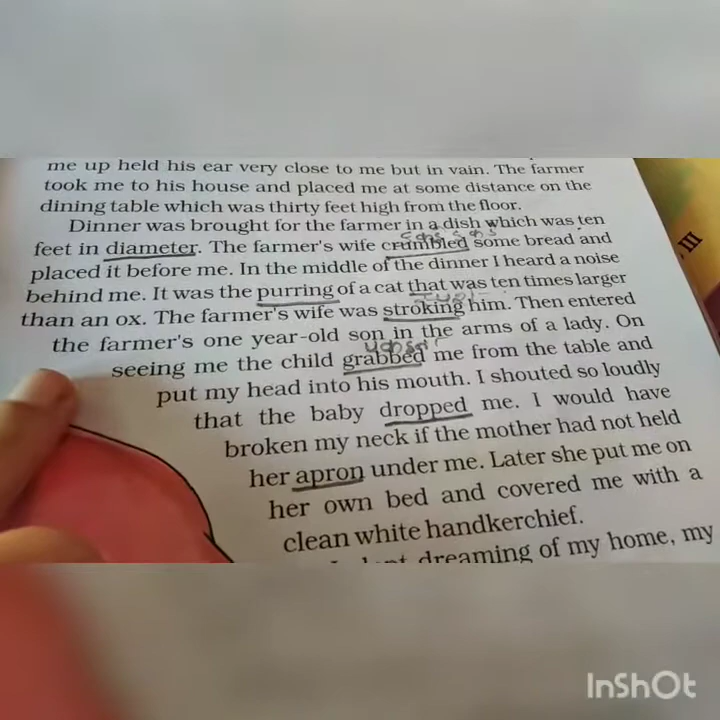 me up held his ear very close to me but in vain. The farmer
took me to his house and placed me at some distance on the
dining table which was thirty feet high from the floor.
Dinner was brought for the farmer in a dish which was ten
feet in diameter. The farmer's wife crumbled some bread and
placed it before me. In the middle of the dinner I heard a noise
behind me. It was the purring of a cat that was ten times larger
than an ox. The farmer's wife was stroking him. Then entered
the farmer's one year-old son in the arms of a lady. On
seeing me the child grabbed me from the table and
put my head into his mouth. I shouted so loudly
that the baby dropped me. I would have
broken my neck if the mother had not held
her apron under me. Later she put me on
her own bed and covered me with a
clean white handkerchief.
dreaming of my home, my
III
InShOt